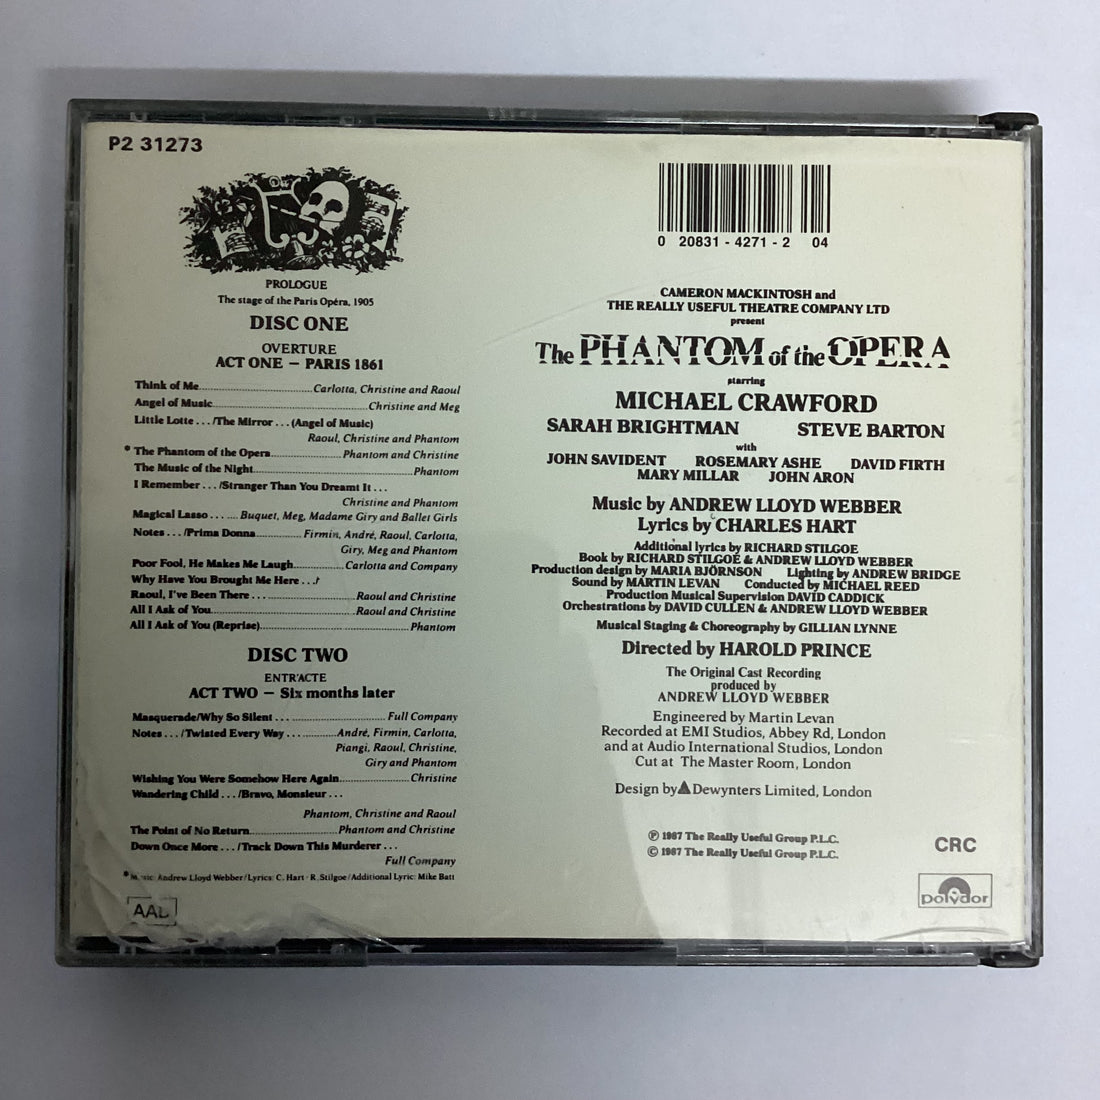 P2 31273
PROLOGUE
The stage of the Paris Opéra, 1905
DISC ONE
OVERTURE
ACT ONE – PARIS 1861
Think of Me..........Carlotta, Christine and Raoul
Angel of Music..........Christine and Meg
Little Lotte . . . /The Mirror . . . (Angel of Music)
Raoul, Christine and Phantom
* The Phantom of the Opera..........Phantom and Christine
The Music of the Night..........Phantom
I Remember . . . /Stranger Than You Dreamt It . . .
Christine and Phantom
Magical Lasso . . . ..... Buquet, Meg, Madame Giry and Ballet Girls
Notes . . . /Prima Donna..........Firmin, André, Raoul, Carlotta,
Giry, Meg and Phantom
Poor Fool, He Makes Me Laugh..........Carlotta and Company
Why Have You Brought Me Here . . ./
Raoul, I've Been There . . . ..........Raoul and Christine
All I Ask of You..........Raoul and Christine
All I Ask of You (Reprise)..........Phantom
DISC TWO
ENTR'ACTE
ACT TWO – Six months later
Masquerade/Why So Silent . . . ..........Full Company
Notes . . . /Twisted Every Way . . . ..........André, Firmin, Carlotta,
Piangi, Raoul, Christine,
Giry and Phantom
Wishing You Were Somehow Here Again..........Christine
Wandering Child . . . /Bravo, Monsieur . . .
Phantom, Christine and Raoul
The Point of No Return..........Phantom and Christine
Down Once More . . . /Track Down This Murderer . . .
Full Company
* Music: Andrew Lloyd Webber/Lyrics: C. Hart - R. Stilgoe/Additional Lyric: Mike Batt
0 20831 - 4271 - 2 04
CAMERON MACKINTOSH and
THE REALLY USEFUL THEATRE COMPANY LTD
present
The PHANTOM of the OPERA
starring
MICHAEL CRAWFORD
SARAH BRIGHTMAN STEVE BARTON
with
JOHN SAVIDENT ROSEMARY ASHE DAVID FIRTH
MARY MILLAR JOHN ARON
Music by ANDREW LLOYD WEBBER
Lyrics by CHARLES HART
Additional lyrics by RICHARD STILGOE
Book by RICHARD STILGOE & ANDREW LLOYD WEBBER
Production design by MARIA BJÖRNSON Lighting by ANDREW BRIDGE
Sound by MARTIN LEVAN Conducted by MICHAEL REED
Production Musical Supervision DAVID CADDICK
Orchestrations by DAVID CULLEN & ANDREW LLOYD WEBBER
Musical Staging & Choreography by GILLIAN LYNNE
Directed by HAROLD PRINCE
The Original Cast Recording
produced by
ANDREW LLOYD WEBBER
Engineered by Martin Levan
Recorded at EMI Studios, Abbey Rd, London
and at Audio International Studios, London
Cut at The Master Room, London
Design by Dewynters Limited, London
℗ 1987 The Really Useful Group P.L.C.
© 1987 The Really Useful Group P.L.C.
CRC
polydor